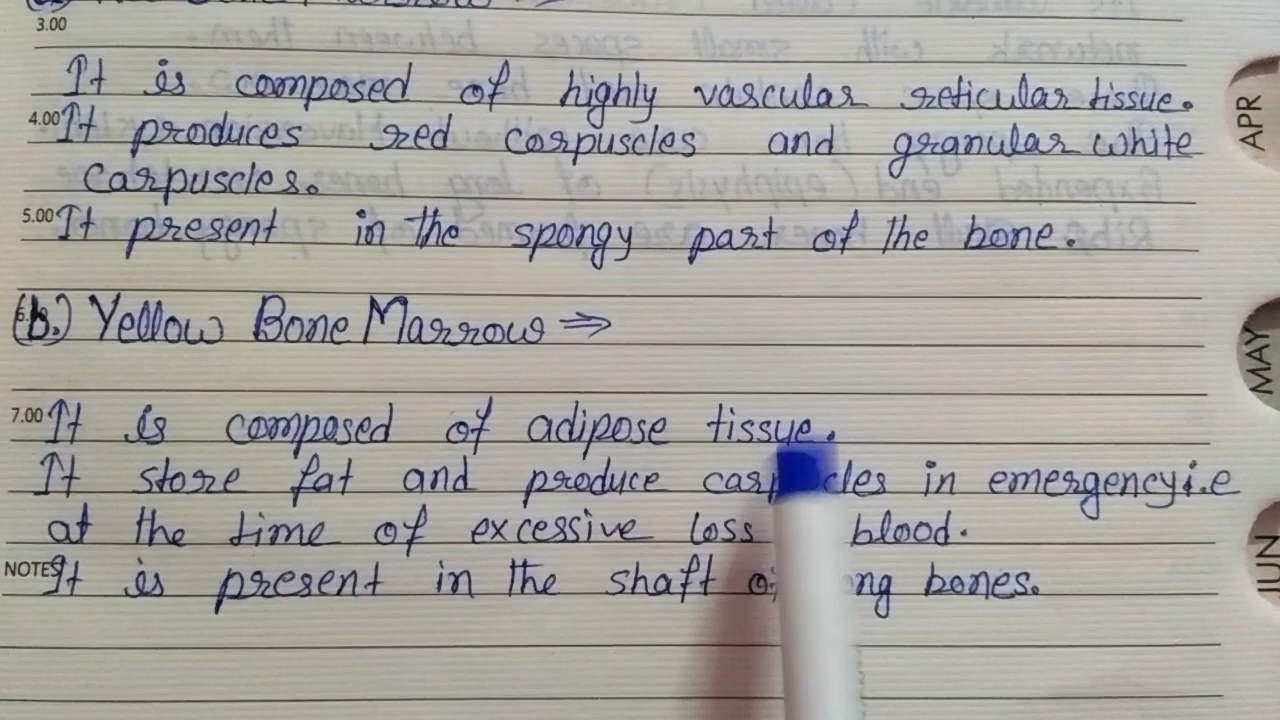 3.00
It is composed of highly vascular reticular tissue.
4.00 It produces red corpuscles and granular white
Carpuscles.
5.00 It present in the spongy part of the bone.
(b.) Yellow Bone Marrow ⇒
7.00 It is composed of adipose tissue.
It store fat and produce in emergency i.e
at the time of excessive loss blood.
NOTES It is present in the shaft bones.
APR
MAY
JUN